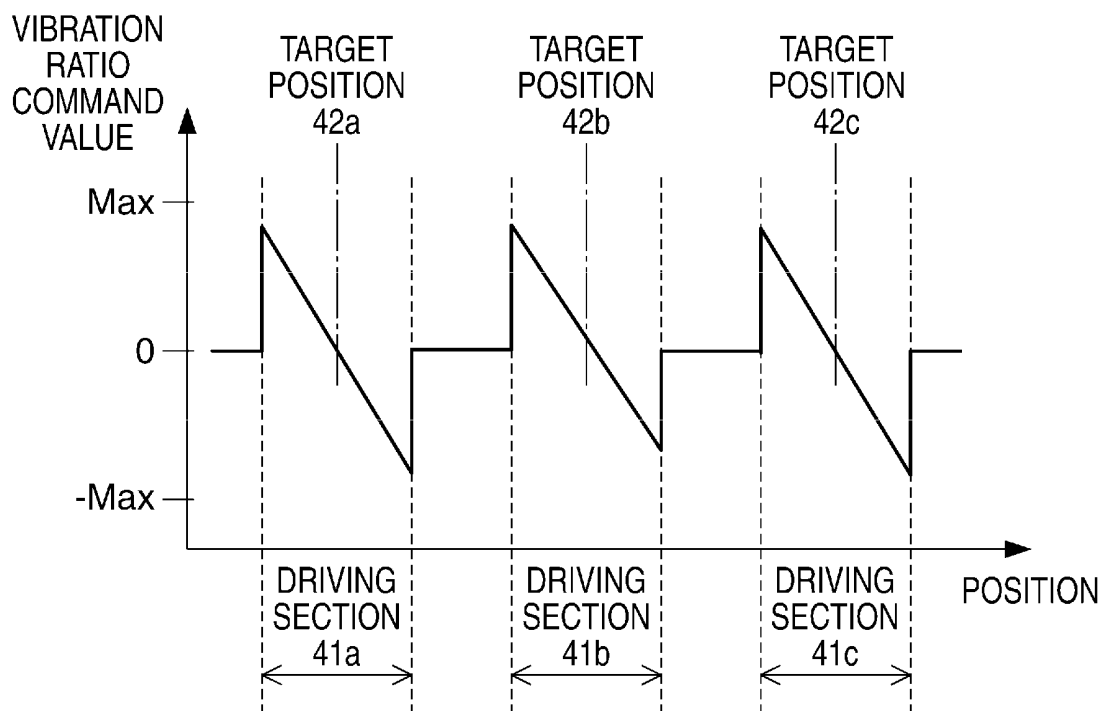 VIBRATION
RATIO
COMMAND
VALUE
TARGET
POSITION
42a
TARGET
POSITION
42b
TARGET
POSITION
42c
Max
0
-Max
POSITION
DRIVING
SECTION
41a
DRIVING
SECTION
41b
DRIVING
SECTION
41c